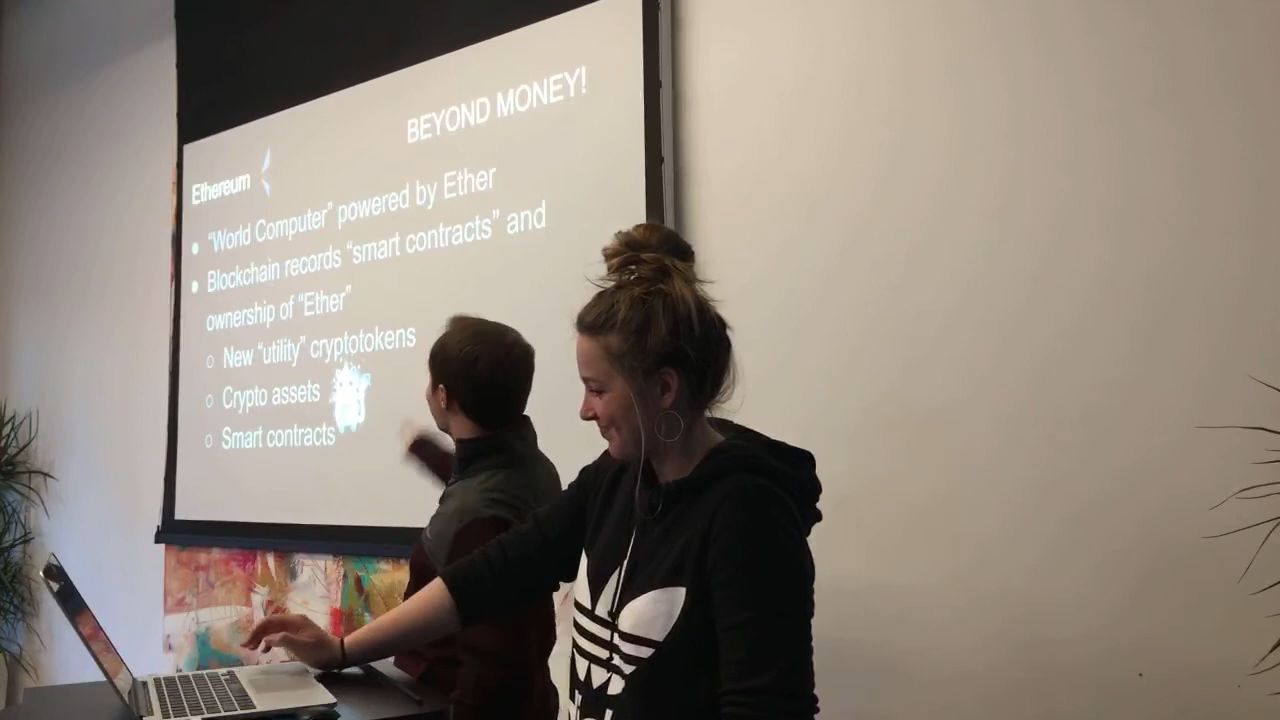 BEYOND MONEY!
Ethereum
● “World Computer” powered by Ether
● Blockchain records “smart contracts” and
ownership of “Ether”
○ New “utility” cryptotokens
○ Crypto assets
○ Smart contracts